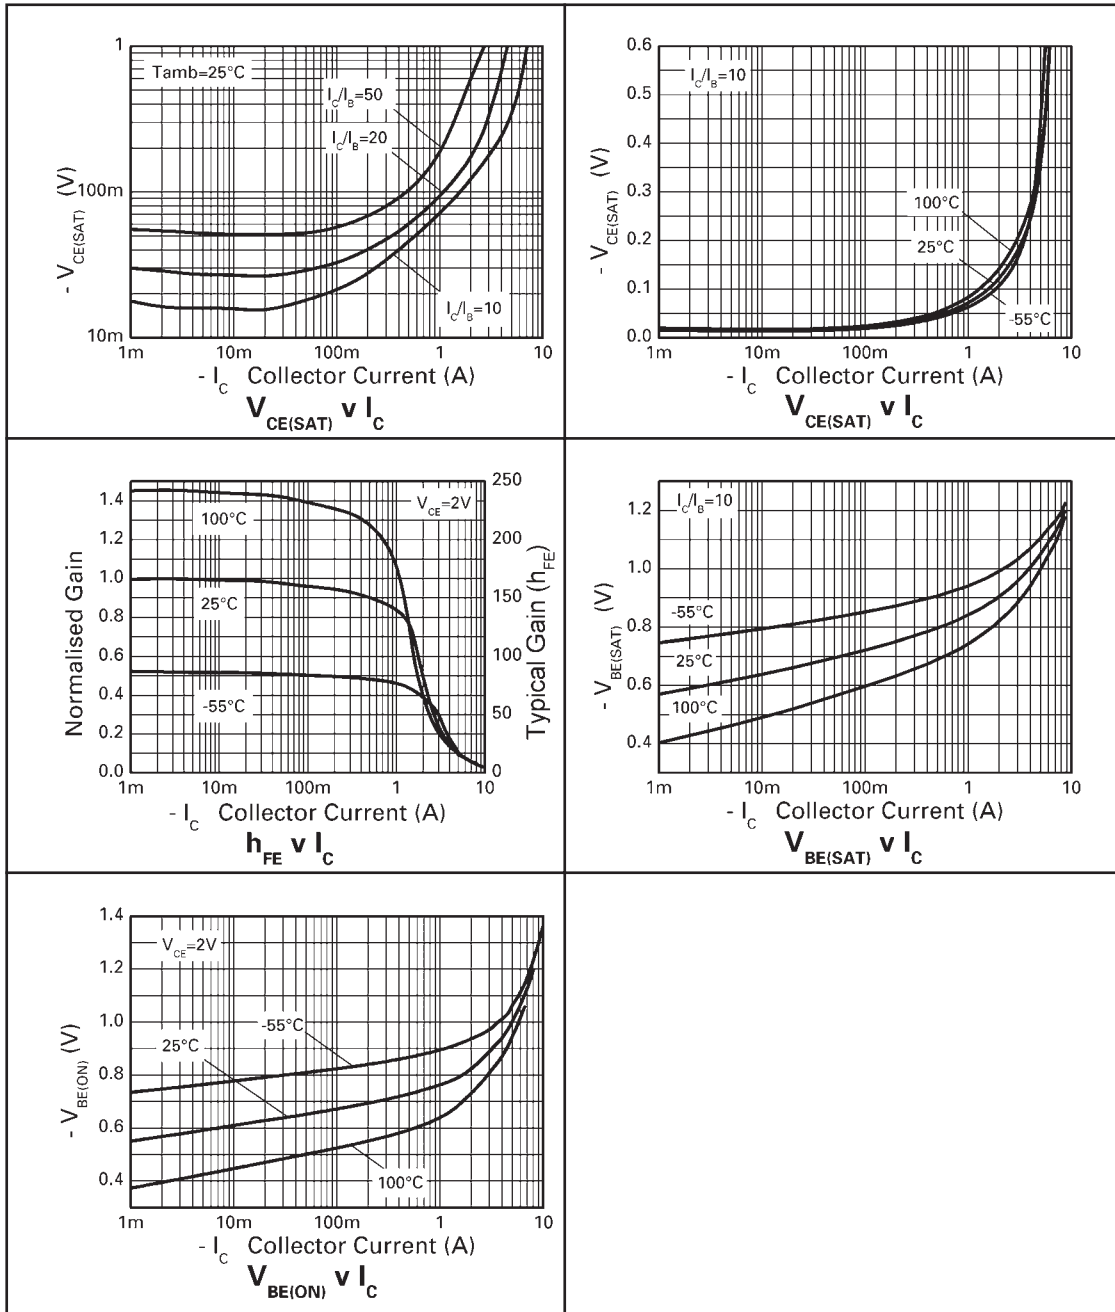 1
Tamb=25°C
I_C/I_B=50
I_C/I_B=20
100m
I_C/I_B=10
10m
- V_CE(SAT) (V)
1m 10m 100m 1 10
- I_C Collector Current (A)
V_CE(SAT) v I_C
0.6
I_C/I_B=10
0.5
0.4
0.3
100°C
0.2
25°C
0.1
-55°C
0.0
- V_CE(SAT) (V)
1m 10m 100m 1 10
- I_C Collector Current (A)
V_CE(SAT) v I_C
1.4
1.2
1.0
0.8
0.6
0.4
0.2
0.0
Normalised Gain
V_CE=2V
100°C
25°C
-55°C
250
200
150
100
50
0
Typical Gain (h_FE)
1m 10m 100m 1 10
- I_C Collector Current (A)
h_FE v I_C
I_C/I_B=10
1.2
1.0
0.8
0.6
0.4
- V_BE(SAT) (V)
-55°C
25°C
100°C
1m 10m 100m 1 10
- I_C Collector Current (A)
V_BE(SAT) v I_C
1.4
V_CE=2V
1.2
1.0
0.8
0.6
0.4
- V_BE(ON) (V)
-55°C
25°C
100°C
1m 10m 100m 1 10
- I_C Collector Current (A)
V_BE(ON) v I_C